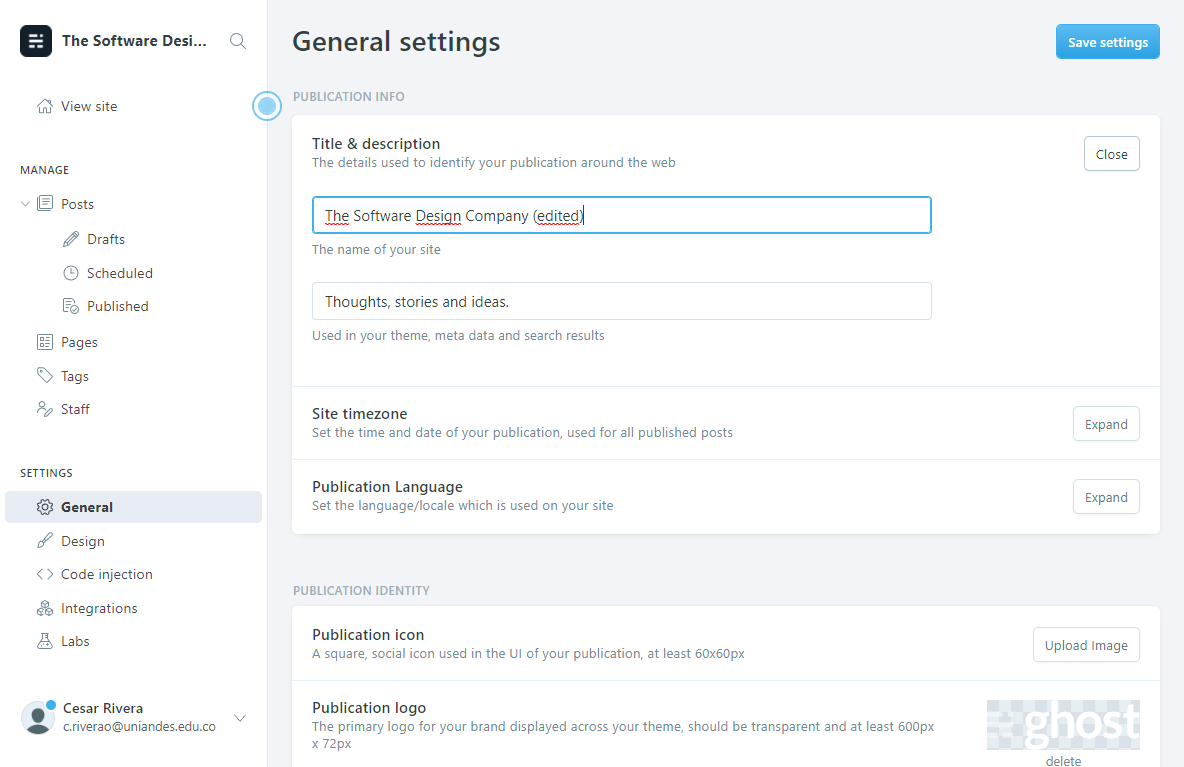 The Software Desi...
View site
MANAGE
Posts
Drafts
Scheduled
Published
Pages
Tags
Staff
SETTINGS
General
Design
Code injection
Integrations
Labs
Cesar Rivera
c.riverao@uniandes.edu.co
General settings
Save settings
PUBLICATION INFO
Title & description
The details used to identify your publication around the web
Close
The Software Design Company (edited)
The name of your site
Thoughts, stories and ideas.
Used in your theme, meta data and search results
Site timezone
Set the time and date of your publication, used for all published posts
Expand
Publication Language
Set the language/locale which is used on your site
Expand
PUBLICATION IDENTITY
Publication icon
A square, social icon used in the UI of your publication, at least 60x60px
Upload Image
Publication logo
The primary logo for your brand displayed across your theme, should be transparent and at least 600px
x 72px
ghost
delete